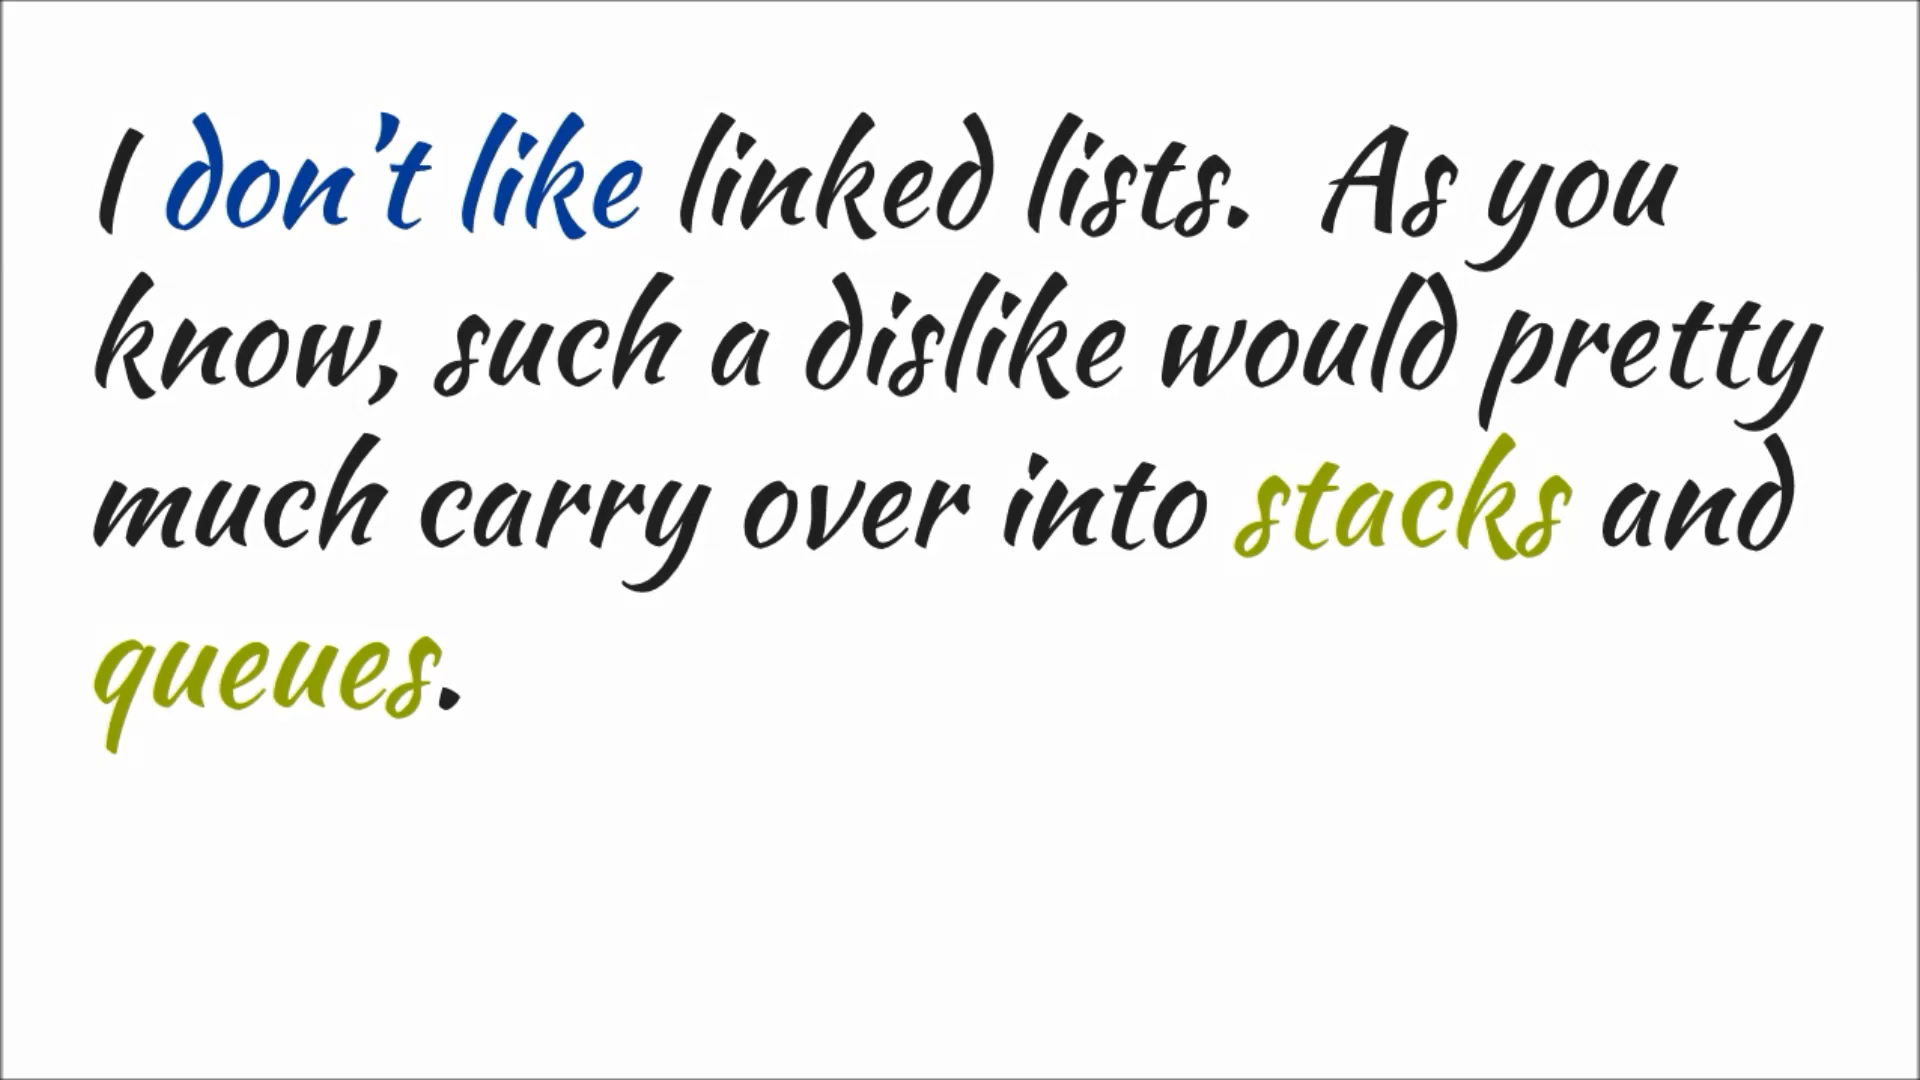 I don't like linked lists.  As you
know, such a dislike would pretty
much carry over into stacks and
queues.